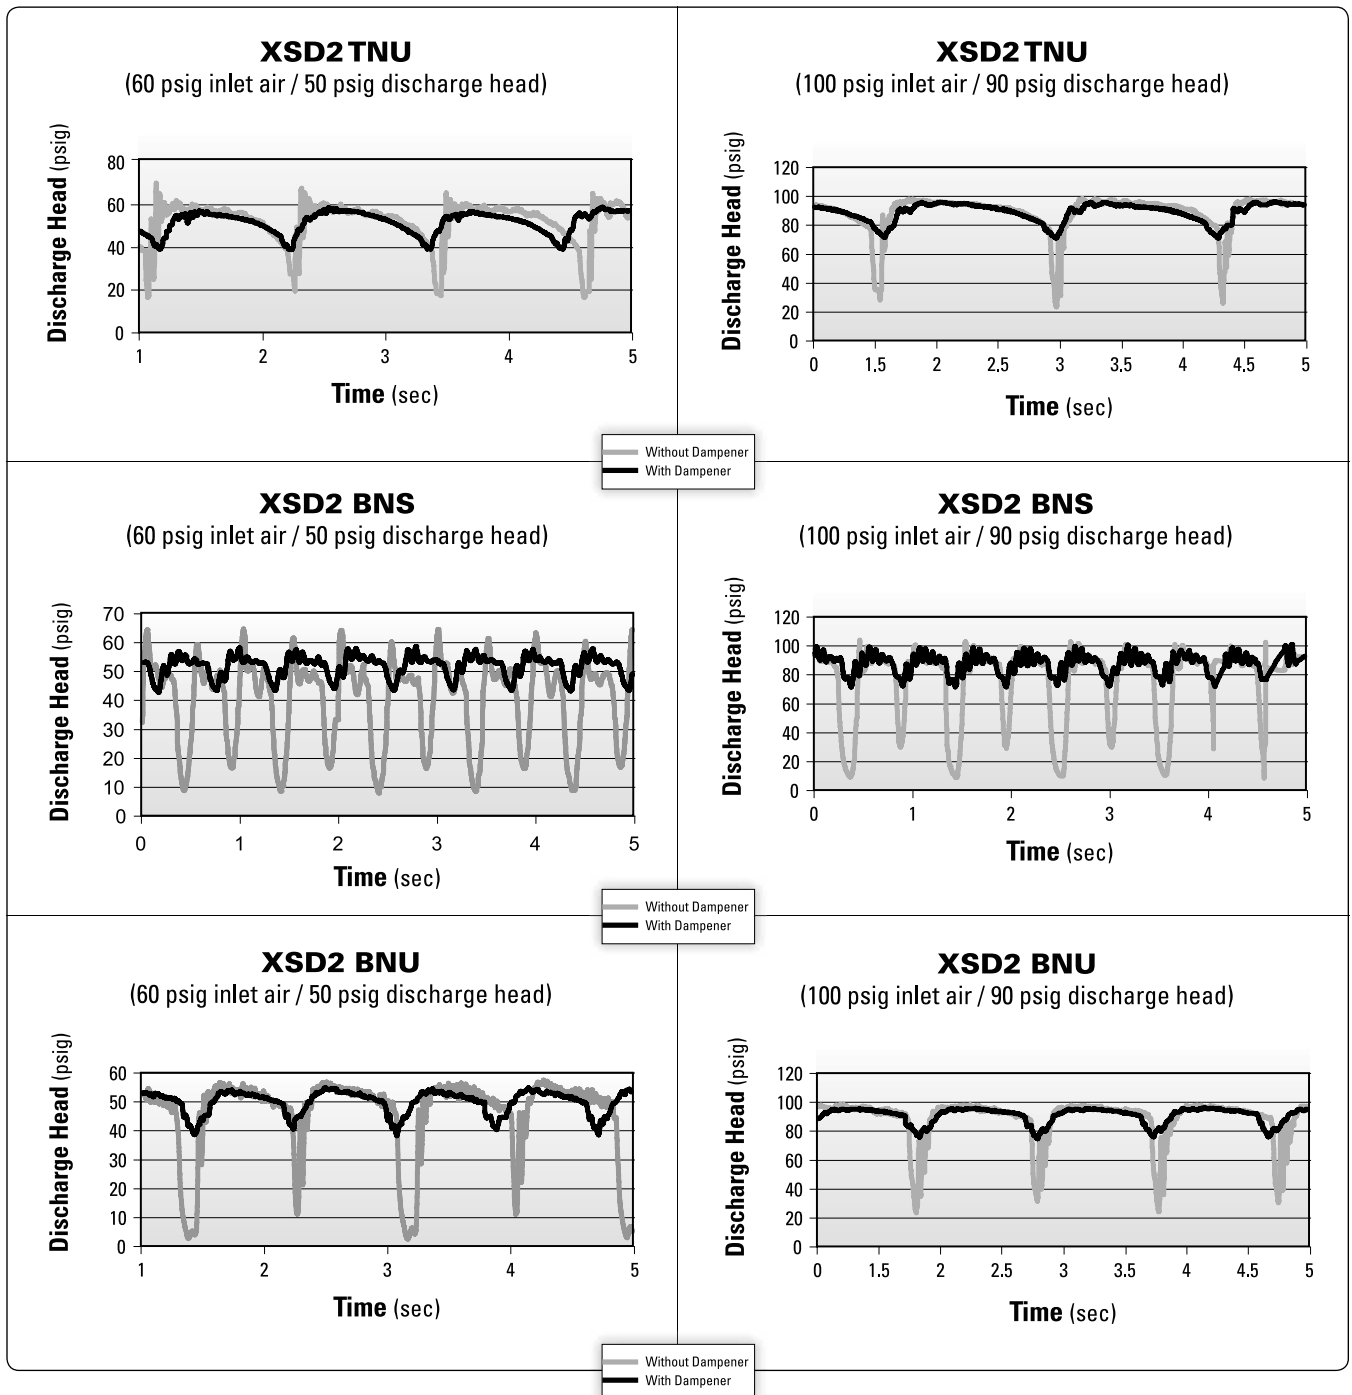 XSD2 TNU
(60 psig inlet air / 50 psig discharge head)
Discharge Head (psig)
80
60
40
20
0
1 2 3 4 5
Time (sec)
XSD2 TNU
(100 psig inlet air / 90 psig discharge head)
Discharge Head (psig)
120
100
80
60
40
20
0
0 1.5 2 2.5 3 3.5 4 4.5 5
Time (sec)
Without Dampener
With Dampener
XSD2 BNS
(60 psig inlet air / 50 psig discharge head)
Discharge Head (psig)
70
60
50
40
30
20
10
0
0 1 2 3 4 5
Time (sec)
XSD2 BNS
(100 psig inlet air / 90 psig discharge head)
Discharge Head (psig)
120
100
80
60
40
20
0
0 1 2 3 4 5
Time (sec)
Without Dampener
With Dampener
XSD2 BNU
(60 psig inlet air / 50 psig discharge head)
Discharge Head (psig)
60
50
40
30
20
10
0
1 2 3 4 5
Time (sec)
XSD2 BNU
(100 psig inlet air / 90 psig discharge head)
Discharge Head (psig)
120
100
80
60
40
20
0
0 1.5 2 2.5 3 3.5 4 4.5 5
Time (sec)
Without Dampener
With Dampener